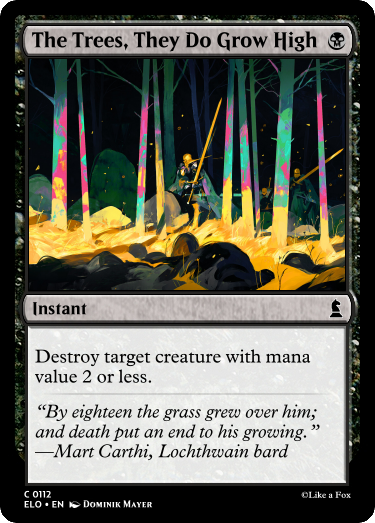 The Trees, They Do Grow High
Instant
Destroy target creature with mana
value 2 or less.
“By eighteen the grass grew over him;
and death put an end to his growing.”
—Mart Carthi, Lochthwain bard
C 0112
ELO • EN Dominik Mayer
©Like a Fox